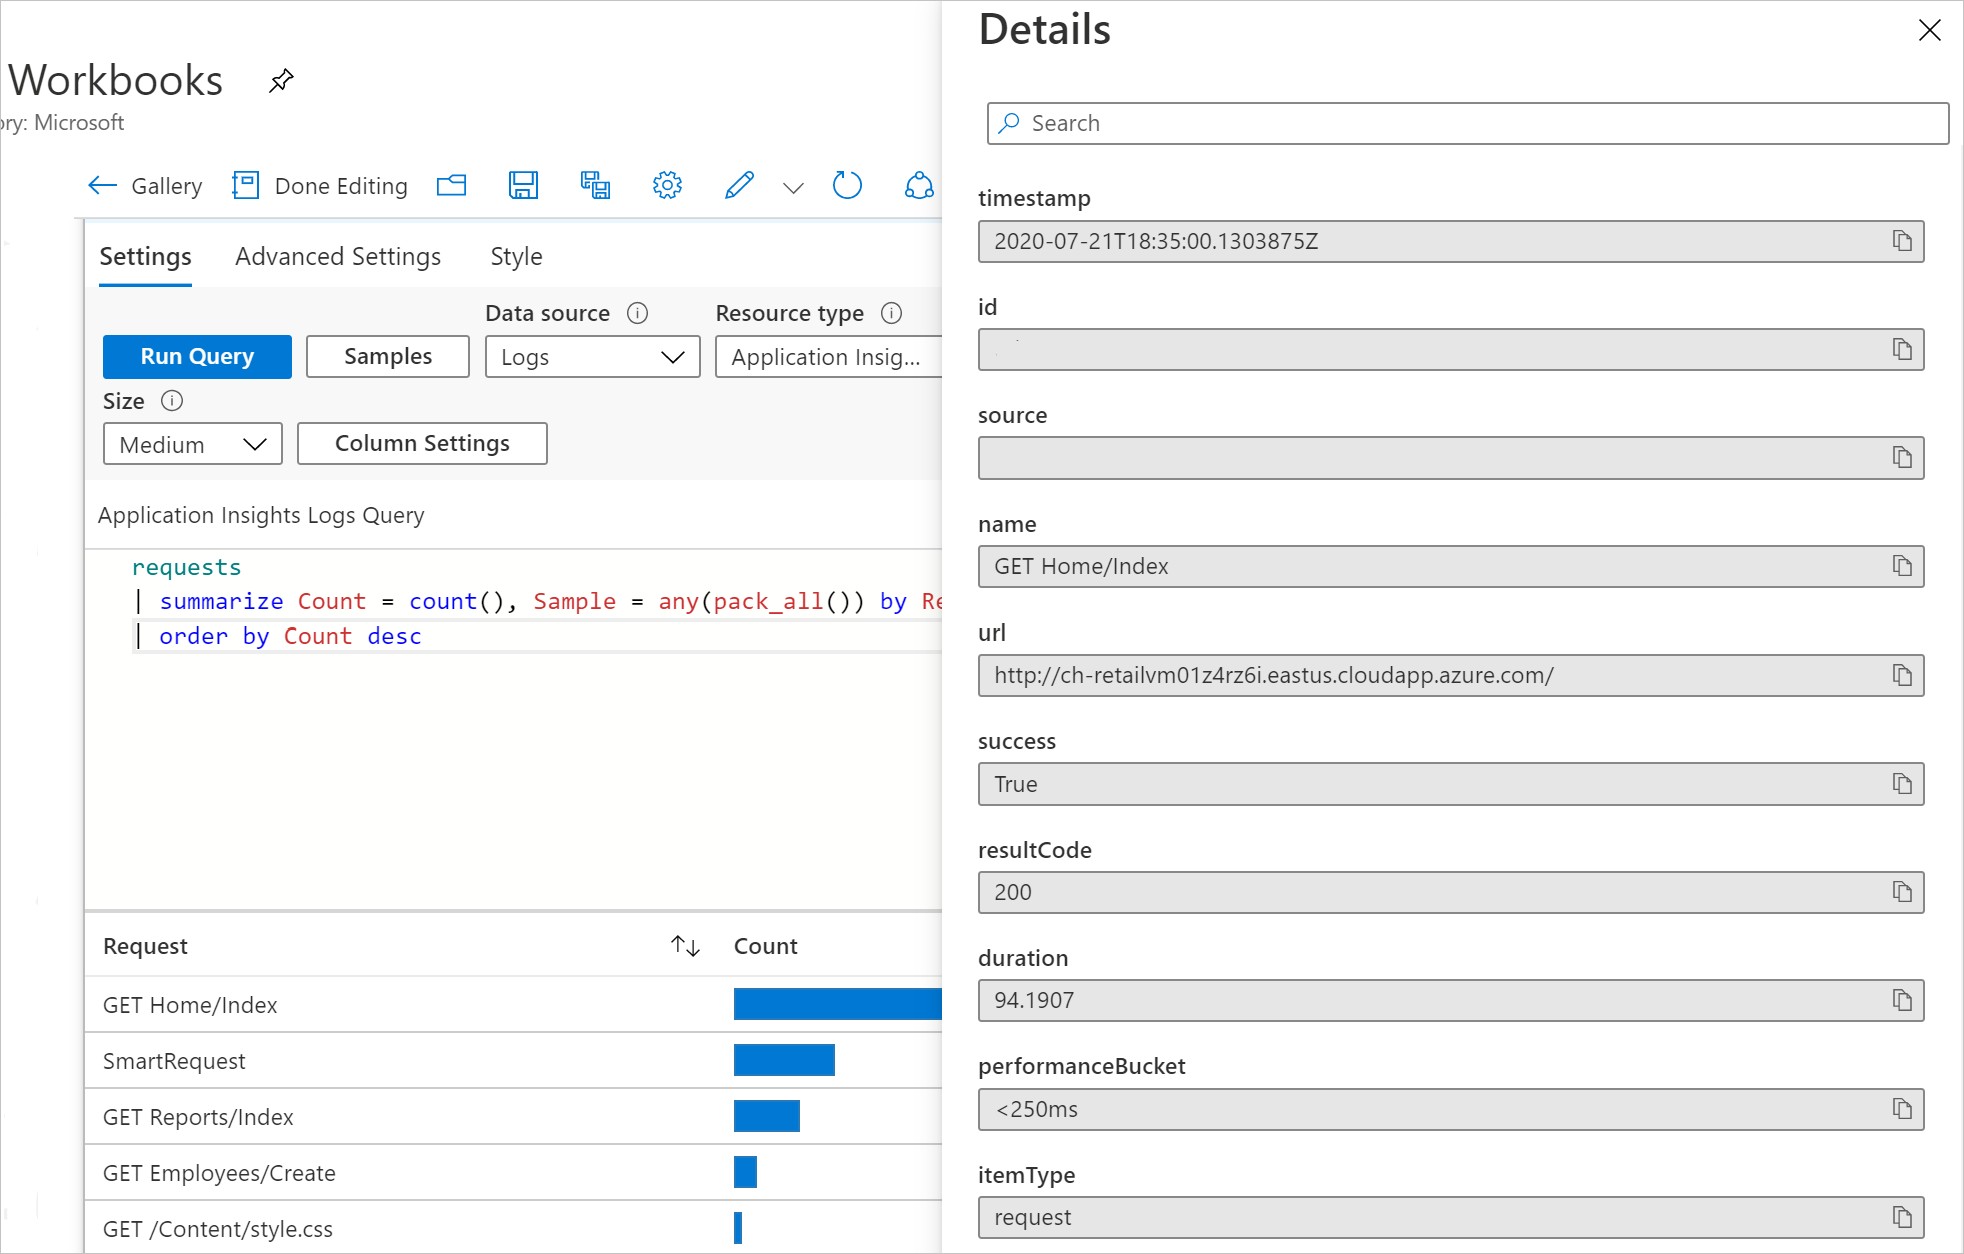 Workbooks
ory: Microsoft
Gallery
Done Editing
Settings
Advanced Settings
Style
Data source
Resource type
Run Query
Samples
Logs
Application Insig...
Size
Medium
Column Settings
Application Insights Logs Query
requests
| summarize Count = count(), Sample = any(pack_all()) by Re
| order by Count desc
Request
Count
GET Home/Index
SmartRequest
GET Reports/Index
GET Employees/Create
GET /Content/style.css
Details
Search
timestamp
2020-07-21T18:35:00.1303875Z
id
source
name
GET Home/Index
url
http://ch-retailvm01z4rz6i.eastus.cloudapp.azure.com/
success
True
resultCode
200
duration
94.1907
performanceBucket
<250ms
itemType
request